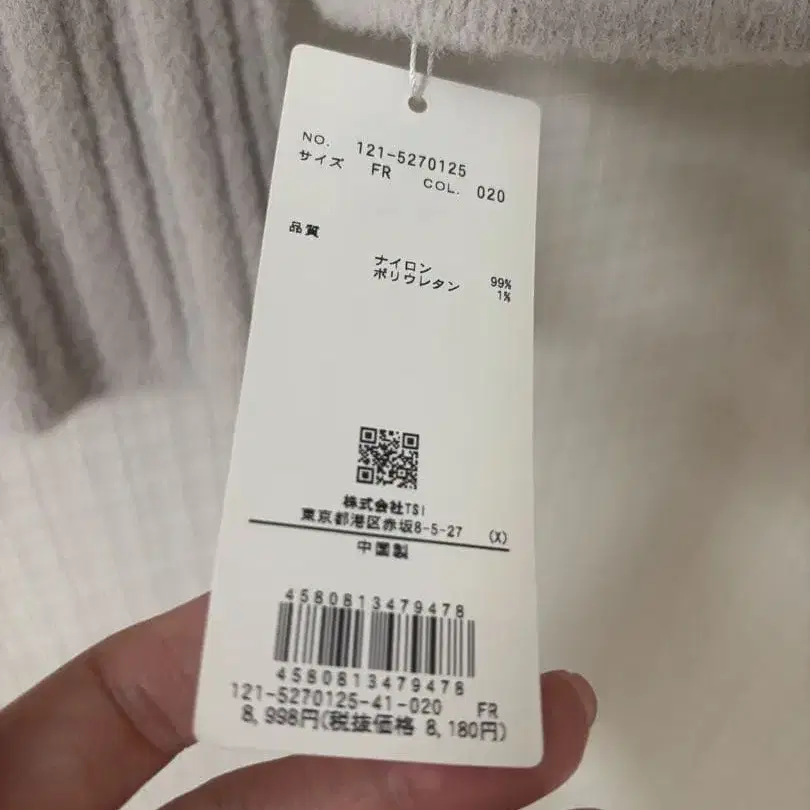 NO. 121-5270125
サイズ FR COL. 020
品質
ナイロン 99%
ポリウレタン 1%
株式会社TSI
東京都港区赤坂8-5-27 (X)
中国製
4580813479478
4580813479478
121-5270125-41-020 FR
8,998円(税抜価格 8,180円)